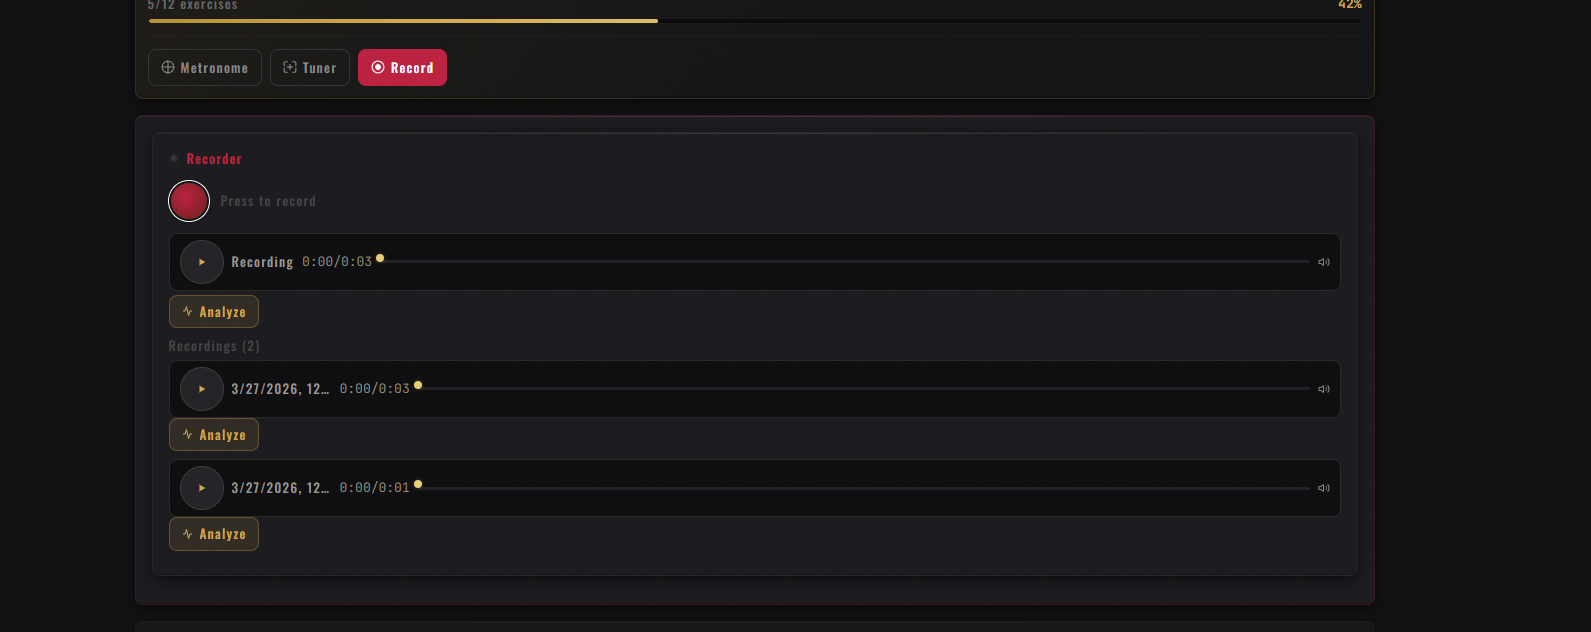 5/12 exercises 42%
Metronome Tuner Record
Recorder
Press to record
Recording 0:00/0:03
Analyze
Recordings (2)
3/27/2026, 12… 0:00/0:03
Analyze
3/27/2026, 12… 0:00/0:01
Analyze